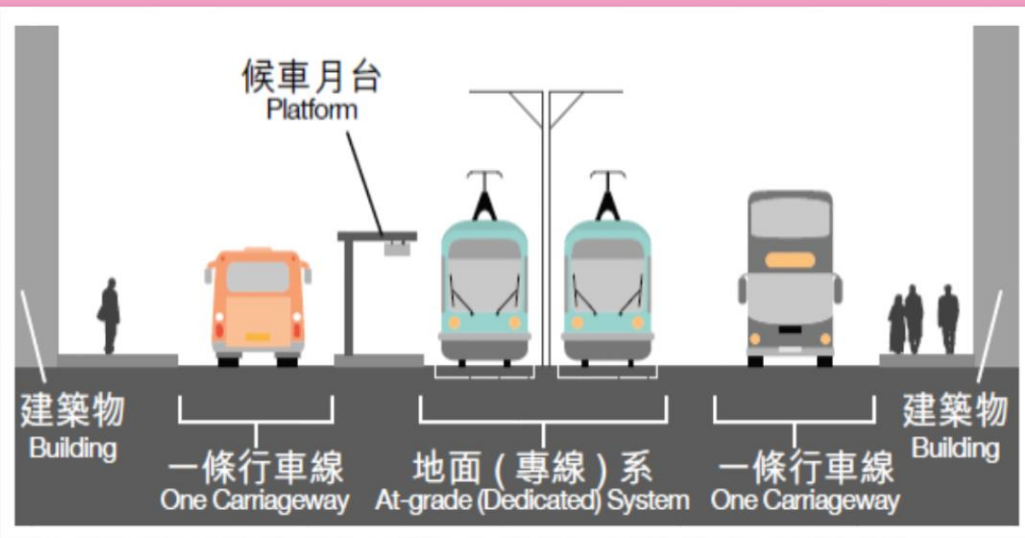 候車月台
Platform
建築物
Building
一條行車線
One Carriageway
地面(專線)系
At-grade (Dedicated) System
一條行車線
One Carriageway
建築物
Building